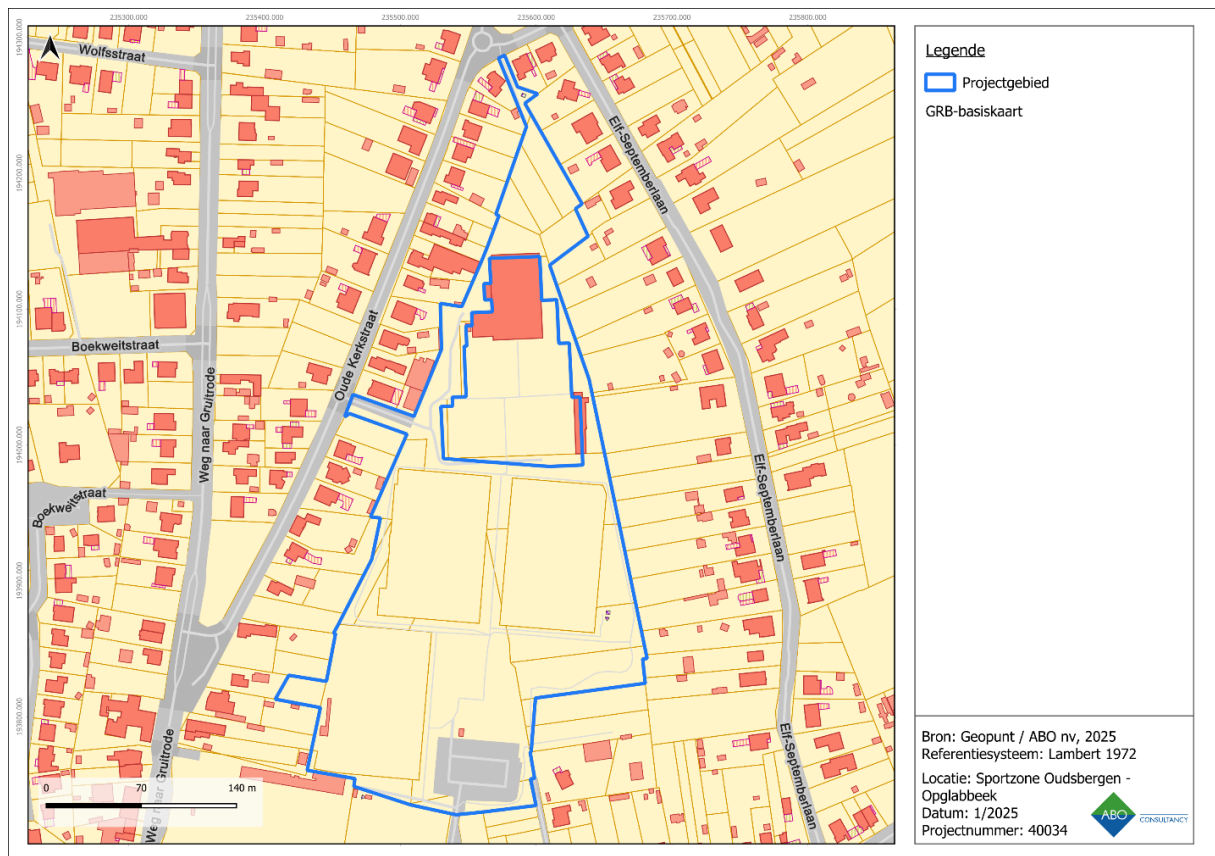 235300.000 235400.000 235500.000 235600.000 235700.000 235800.000
194300.000
194200.000
194100.000
194000.000
193900.000
193800.000
Wolfsstraat
Elf-Septemberlaan
Boekweitstraat
Oude Kerkstraat
Weg naar Gruitrode
Boekweitstraat
Elf-Septemberlaan
Elf-Septemberlaan
Weg naar Gruitrode
0 70 140 m
Legende
Projectgebied
GRB-basiskaart
Bron: Geopunt / ABO nv, 2025
Referentiesysteem: Lambert 1972
Locatie: Sportzone Oudsbergen -
Opglabbeek
Datum: 1/2025
Projectnummer: 40034
ABO CONSULTANCY